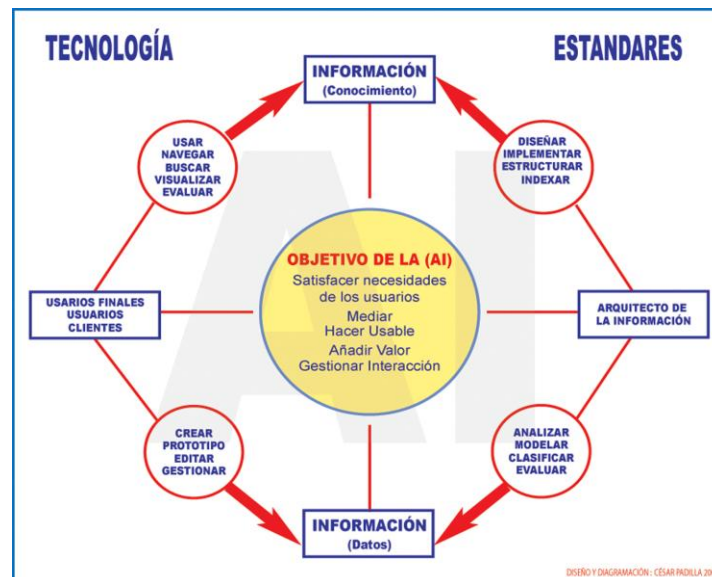 TECNOLOGÍA
ESTANDARES
INFORMACIÓN
(Conocimiento)
USAR
NAVEGAR
BUSCAR
VISUALIZAR
EVALUAR
DISEÑAR
IMPLEMENTAR
ESTRUCTURAR
INDEXAR
OBJETIVO DE LA (AI)
Satisfacer necesidades
de los usuarios
Mediar
Hacer Usable
Añadir Valor
Gestionar Interacción
USARIOS FINALES
USUARIOS
CLIENTES
ARQUITECTO DE
LA INFORMACIÓN
CREAR
PROTOTIPO
EDITAR
GESTIONAR
ANALIZAR
MODELAR
CLASIFICAR
EVALUAR
INFORMACIÓN
(Datos)
AI
DISEÑO Y DIAGRAMACIÓN : CÉSAR PADILLA